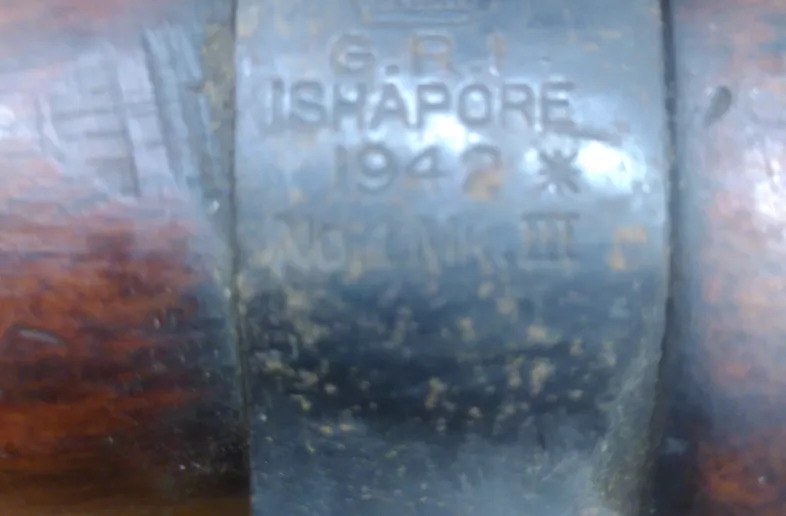 G.R.I
ISHAPORE
1942 *
No.1 MK. III